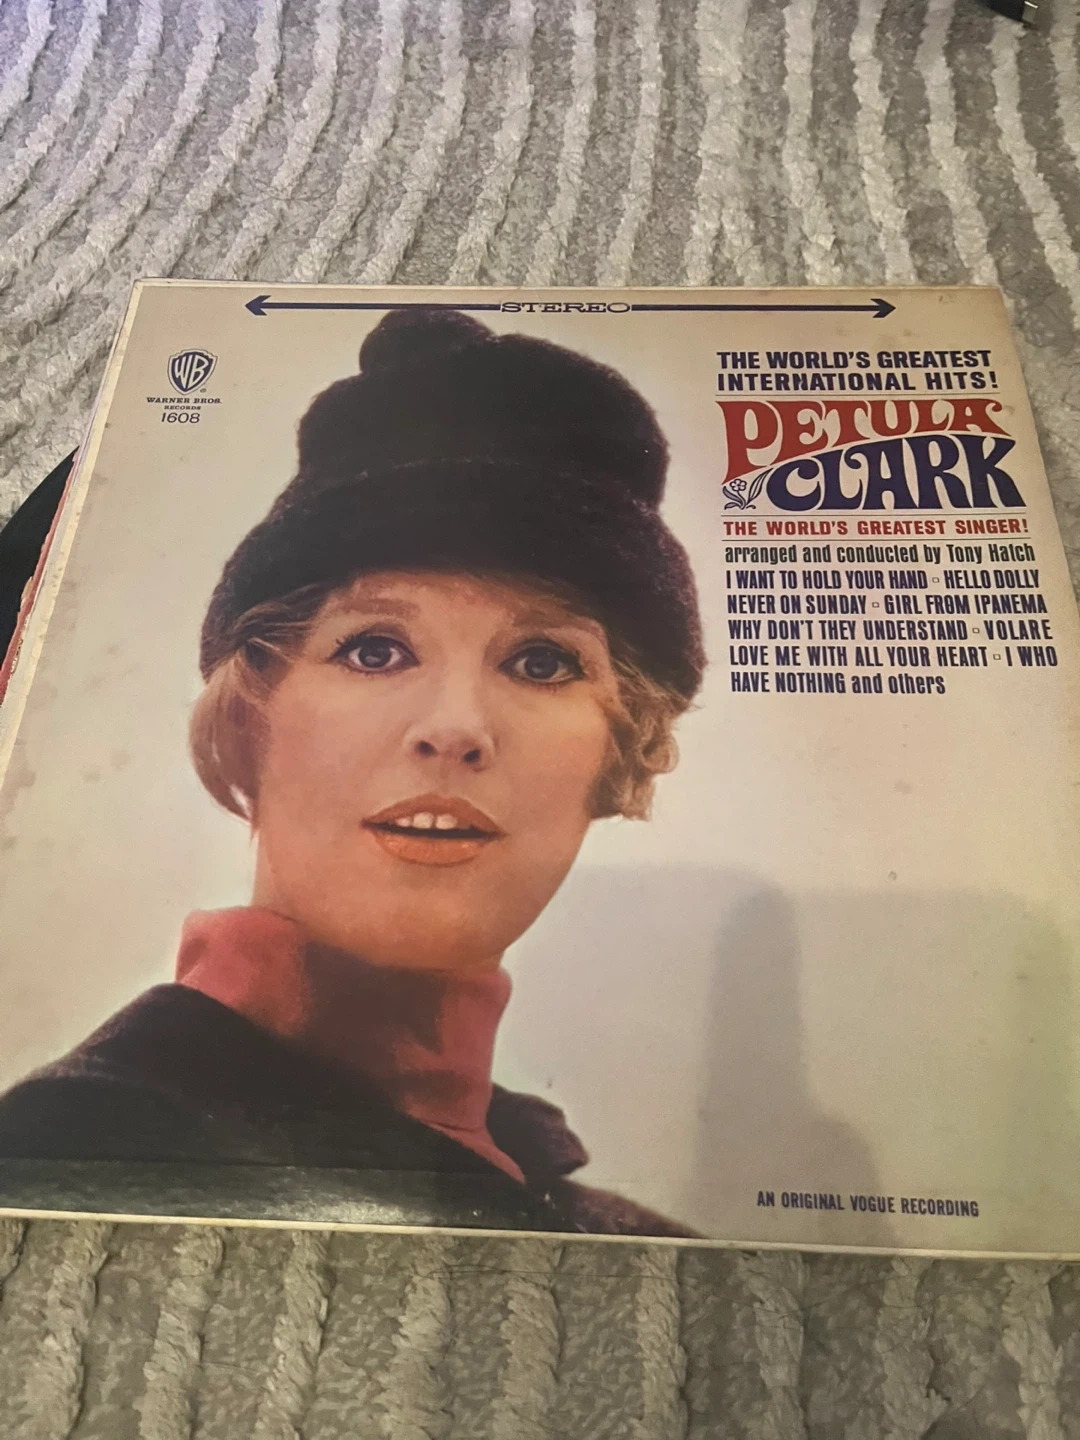 STEREO
WB
WARNER BROS.
RECORDS
1608
THE WORLD'S GREATEST
INTERNATIONAL HITS!
PETULA
CLARK
THE WORLD'S GREATEST SINGER!
arranged and conducted by Tony Hatch
I WANT TO HOLD YOUR HAND ▫ HELLO DOLLY
NEVER ON SUNDAY ▫ GIRL FROM IPANEMA
WHY DON'T THEY UNDERSTAND ▫ VOLARE
LOVE ME WITH ALL YOUR HEART ▫ I WHO
HAVE NOTHING and others
AN ORIGINAL VOGUE RECORDING